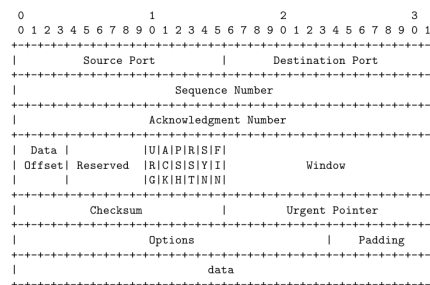 0 1 2 3
0 1 2 3 4 5 6 7 8 9 0 1 2 3 4 5 6 7 8 9 0 1 2 3 4 5 6 7 8 9 0 1
+-+-+-+-+-+-+-+-+-+-+-+-+-+-+-+-+-+-+-+-+-+-+-+-+-+-+-+-+-+-+-+-
| Source Port | Destination Port
+-+-+-+-+-+-+-+-+-+-+-+-+-+-+-+-+-+-+-+-+-+-+-+-+-+-+-+-+-+-+-+-
| Sequence Number
+-+-+-+-+-+-+-+-+-+-+-+-+-+-+-+-+-+-+-+-+-+-+-+-+-+-+-+-+-+-+-+-
| Acknowledgment Number
+-+-+-+-+-+-+-+-+-+-+-+-+-+-+-+-+-+-+-+-+-+-+-+-+-+-+-+-+-+-+-+-
| Data | |U|A|P|R|S|F|
| Offset| Reserved |R|C|S|S|Y|I| Window
| | |G|K|H|T|N|N|
+-+-+-+-+-+-+-+-+-+-+-+-+-+-+-+-+-+-+-+-+-+-+-+-+-+-+-+-+-+-+-+-
| Checksum | Urgent Pointer
+-+-+-+-+-+-+-+-+-+-+-+-+-+-+-+-+-+-+-+-+-+-+-+-+-+-+-+-+-+-+-+-
| Options | Padding
+-+-+-+-+-+-+-+-+-+-+-+-+-+-+-+-+-+-+-+-+-+-+-+-+-+-+-+-+-+-+-+-
| data
+-+-+-+-+-+-+-+-+-+-+-+-+-+-+-+-+-+-+-+-+-+-+-+-+-+-+-+-+-+-+-+-